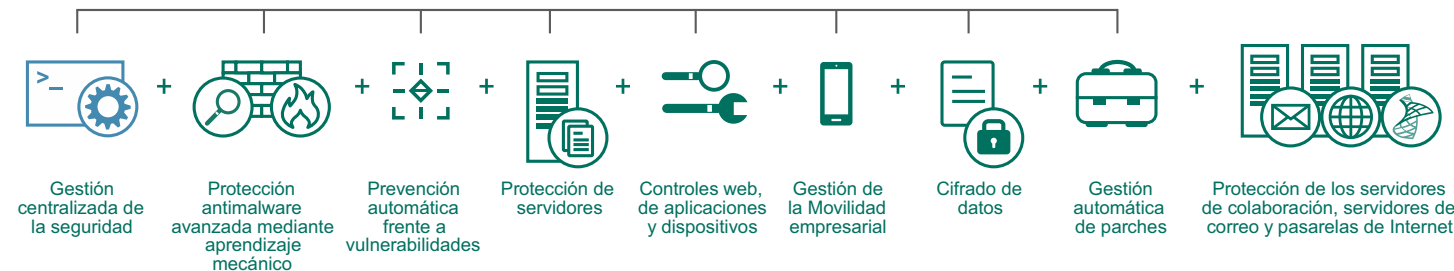 Gestión
centralizada de
la seguridad
Protección
antimalware
avanzada mediante
aprendizaje
mecánico
Prevención
automática
frente a
vulnerabilidades
Protección de
servidores
Controles web,
de aplicaciones
y dispositivos
Gestión de
la Movilidad
empresarial
Cifrado de
datos
Gestión
automática
de parches
Protección de los servidores
de colaboración, servidores de
correo y pasarelas de Internet